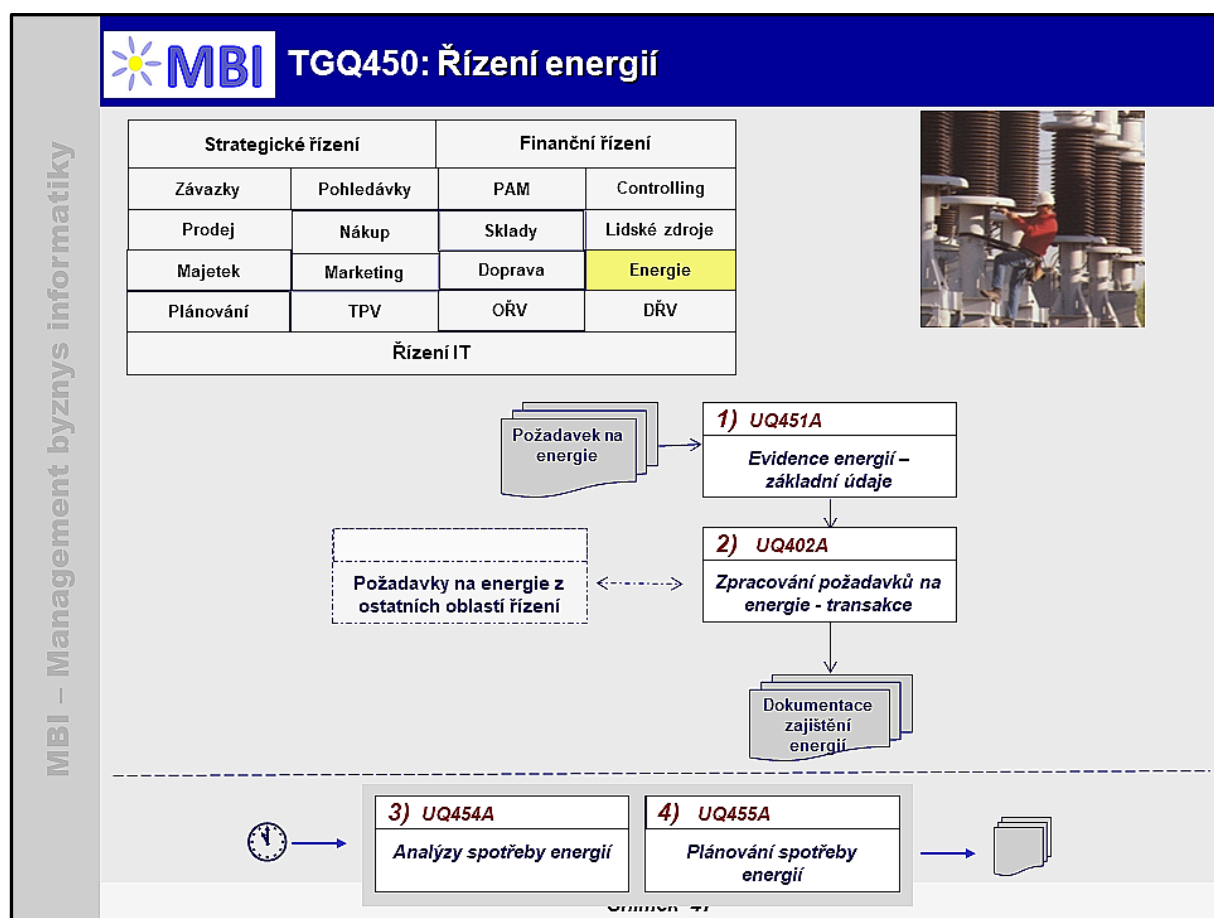 MBI
TGQ450: Řízení energií
MBI – Management byznys informatiky
Strategické řízení
Finanční řízení
Závazky
Pohledávky
PAM
Controlling
Prodej
Nákup
Sklady
Lidské zdroje
Majetek
Marketing
Doprava
Energie
Plánování
TPV
OŘV
DŘV
Řízení IT
Požadavek na
energie
1) UQ451A
Evidence energií –
základní údaje
2) UQ402A
Zpracování požadavků na
energie - transakce
Požadavky na energie z
ostatních oblastí řízení
Dokumentace
zajištění
energií
3) UQ454A
Analýzy spotřeby energií
4) UQ455A
Plánování spotřeby
energií